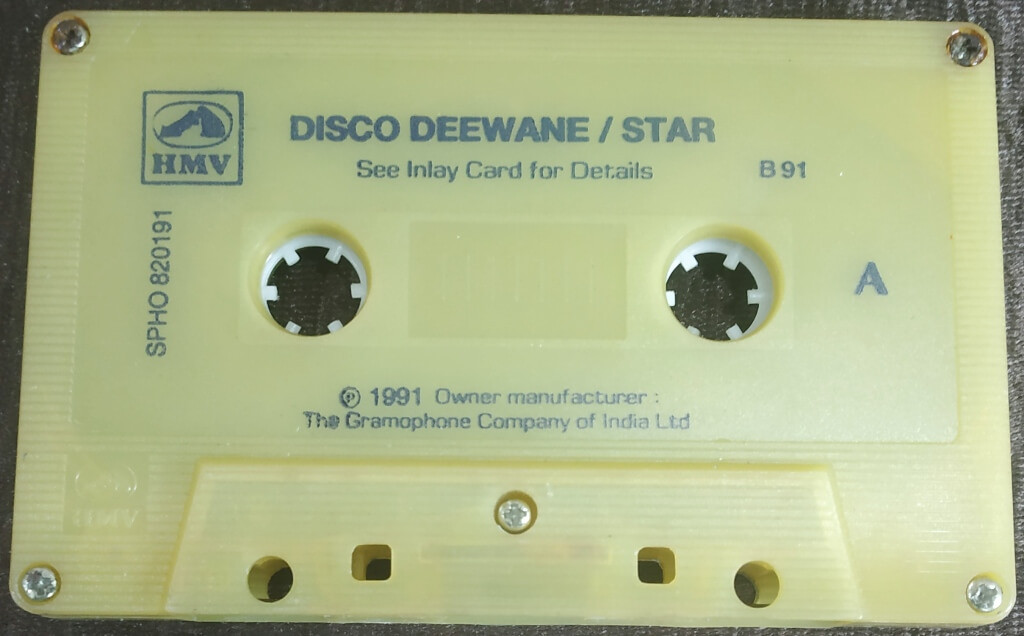 HMV
DISCO DEEWANE / STAR
See Inlay Card for Details
B 91
SPHO 820191
A
℗ 1991 Owner manufacturer :
The Gramophone Company of India Ltd
HMV